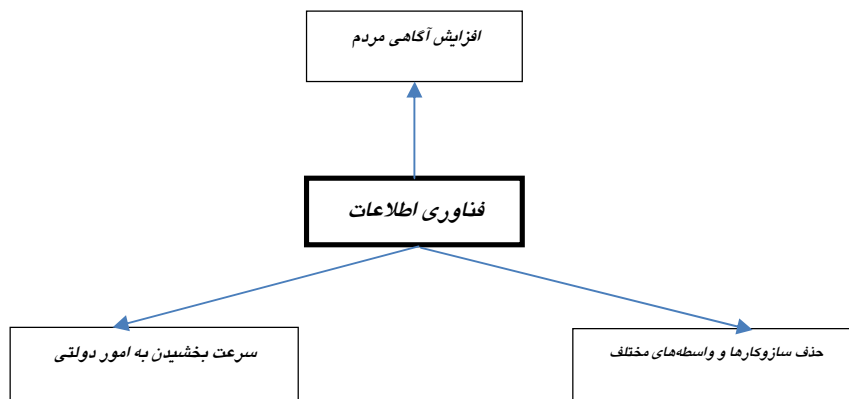 افزایش آگاهی مردم
فناوری اطلاعات
حذف سازوکارها و واسطه‌های مختلف
سرعت بخشیدن به امور دولتی